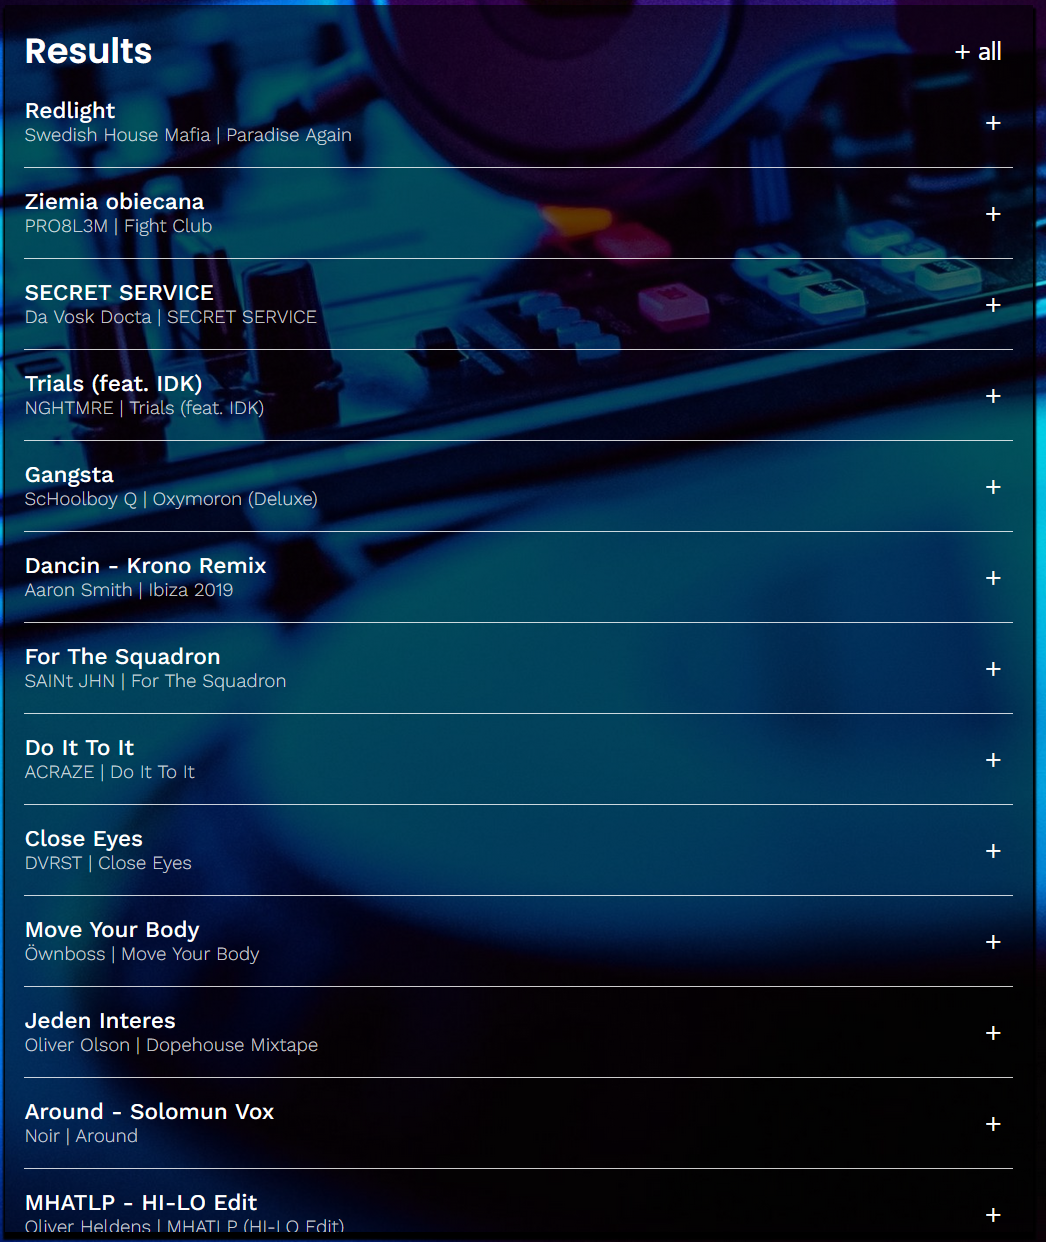 Results
+ all
Redlight
Swedish House Mafia | Paradise Again
+
Ziemia obiecana
PRO8L3M | Fight Club
+
SECRET SERVICE
Da Vosk Docta | SECRET SERVICE
+
Trials (feat. IDK)
NGHTMRE | Trials (feat. IDK)
+
Gangsta
ScHoolboy Q | Oxymoron (Deluxe)
+
Dancin - Krono Remix
Aaron Smith | Ibiza 2019
+
For The Squadron
SAINt JHN | For The Squadron
+
Do It To It
ACRAZE | Do It To It
+
Close Eyes
DVRST | Close Eyes
+
Move Your Body
Öwnboss | Move Your Body
+
Jeden Interes
Oliver Olson | Dopehouse Mixtape
+
Around - Solomun Vox
Noir | Around
+
MHATLP - HI-LO Edit
Oliver Heldens | MHATLP (HI-LO Edit)
+